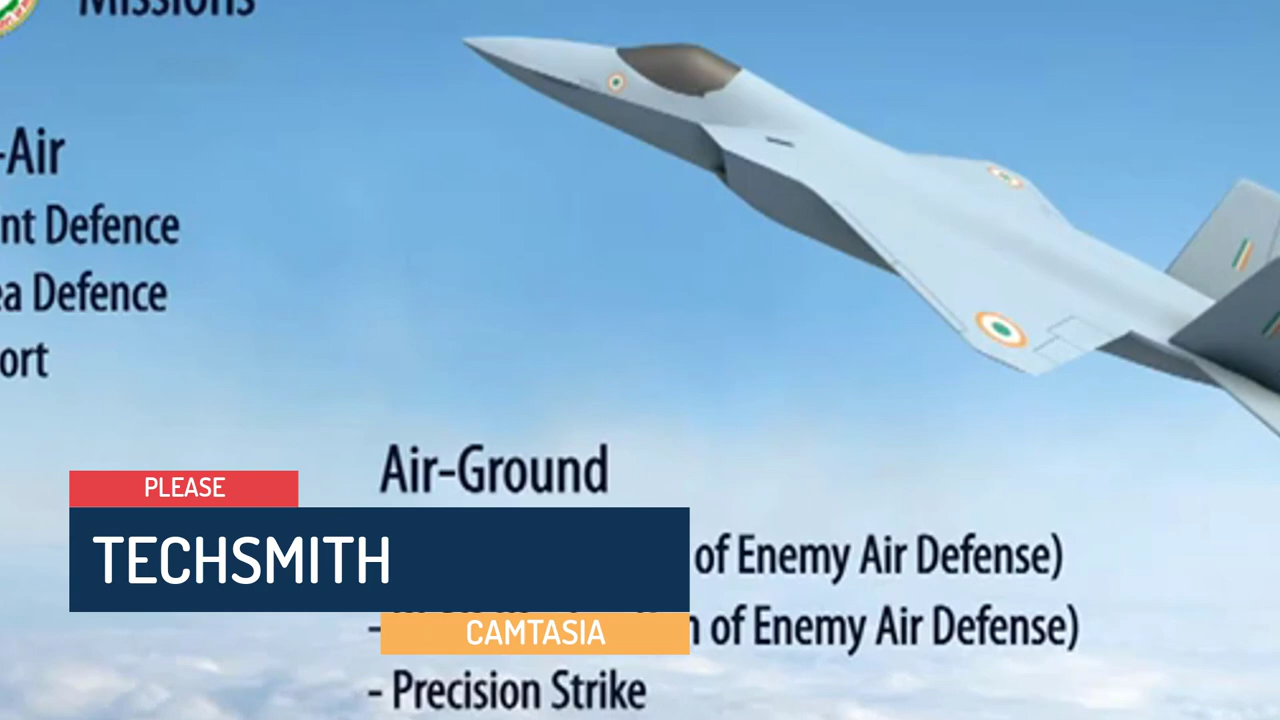 Missions
-Air
nt Defence
ea Defence
ort
Air-Ground
PLEASE
TECHSMITH
of Enemy Air Defense)
- CAMTASIA n of Enemy Air Defense)
- Precision Strike